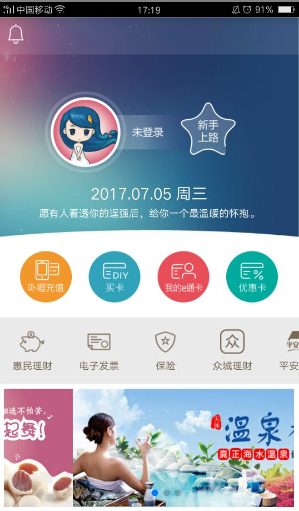 中国移动
17:19
91%
未登录
新手
上路
2017.07.05 周三
愿有人看透你的逞强后，给你一个最温暖的怀抱。
卟噔充值
DIY
买卡
我的e通卡
%
优惠卡
惠民理财
电子发票
保险
众
众城理财
平安
温泉
真正海水温泉